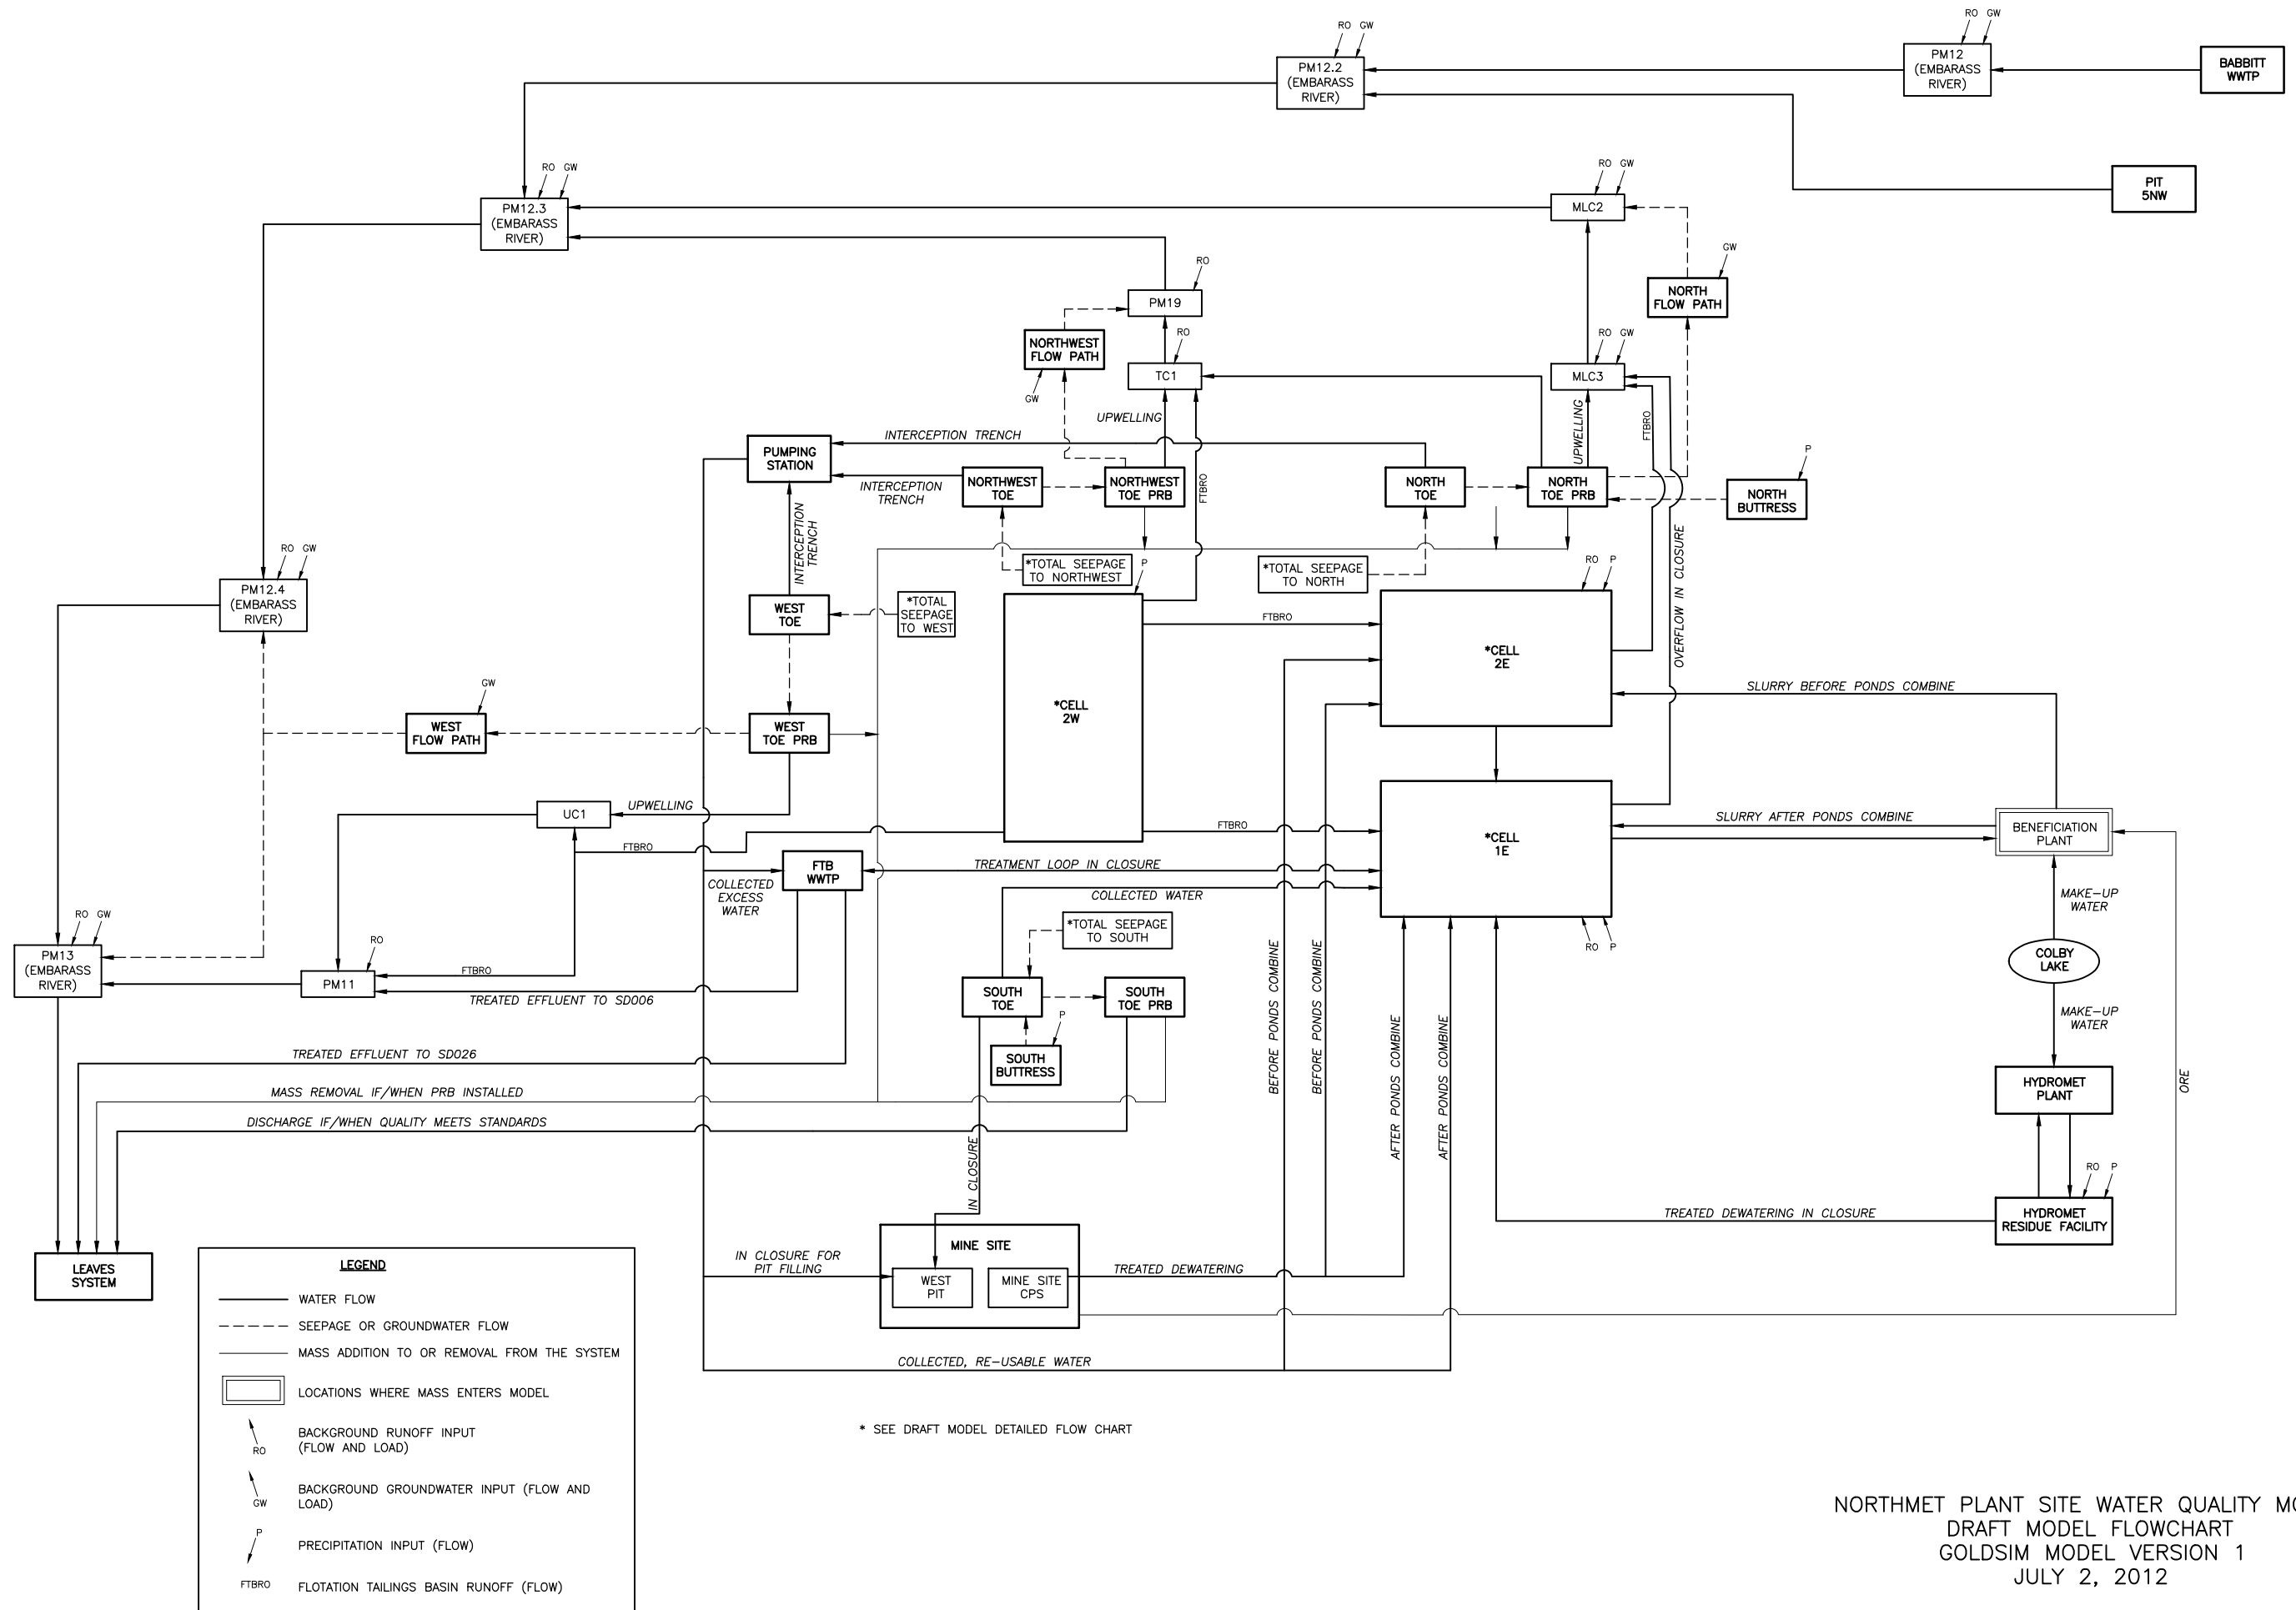 RO GW
PM12.2
(EMBARASS
RIVER)
RO GW
PM12
(EMBARASS
RIVER)
BABBITT
WWTP
PIT
5NW
RO GW
PM12.3
(EMBARASS
RIVER)
RO GW
MLC2
GW
NORTH
FLOW PATH
RO
PM19
NORTHWEST
FLOW PATH
GW
RO
TC1
RO GW
MLC3
UPWELLING
UPWELLING
FTBRO
INTERCEPTION TRENCH
PUMPING
STATION
INTERCEPTION
TRENCH
NORTHWEST
TOE
NORTHWEST
TOE PRB
FTBRO
NORTH
TOE
NORTH
TOE PRB
P
NORTH
BUTTRESS
INTERCEPTION
TRENCH
*TOTAL SEEPAGE
TO NORTHWEST
P
*TOTAL SEEPAGE
TO NORTH
RO P
OVERFLOW IN CLOSURE
RO GW
PM12.4
(EMBARASS
RIVER)
WEST
TOE
*TOTAL
SEEPAGE
TO WEST
FTBRO
*CELL
2E
SLURRY BEFORE PONDS COMBINE
GW
WEST
FLOW PATH
WEST
TOE PRB
*CELL
2W
UC1
UPWELLING
FTBRO
FTBRO
*CELL
1E
SLURRY AFTER PONDS COMBINE
BENEFICIATION
PLANT
FTB
WWTP
TREATMENT LOOP IN CLOSURE
COLLECTED
EXCESS
WATER
COLLECTED WATER
MAKE-UP
WATER
*TOTAL SEEPAGE
TO SOUTH
RO P
COLBY
LAKE
RO GW
PM13
(EMBARASS
RIVER)
RO
PM11
FTBRO
TREATED EFFLUENT TO SD006
SOUTH
TOE
SOUTH
TOE PRB
P
SOUTH
BUTTRESS
BEFORE PONDS COMBINE
BEFORE PONDS COMBINE
AFTER PONDS COMBINE
AFTER PONDS COMBINE
MAKE-UP
WATER
HYDROMET
PLANT
ORE
TREATED EFFLUENT TO SD026
MASS REMOVAL IF/WHEN PRB INSTALLED
DISCHARGE IF/WHEN QUALITY MEETS STANDARDS
IN CLOSURE
RO P
HYDROMET
RESIDUE FACILITY
TREATED DEWATERING IN CLOSURE
LEAVES
SYSTEM
IN CLOSURE FOR
PIT FILLING
MINE SITE
WEST
PIT
MINE SITE
CPS
TREATED DEWATERING
COLLECTED, RE-USABLE WATER
LEGEND
WATER FLOW
SEEPAGE OR GROUNDWATER FLOW
MASS ADDITION TO OR REMOVAL FROM THE SYSTEM
LOCATIONS WHERE MASS ENTERS MODEL
RO
BACKGROUND RUNOFF INPUT
(FLOW AND LOAD)
GW
BACKGROUND GROUNDWATER INPUT (FLOW AND
LOAD)
P
PRECIPITATION INPUT (FLOW)
FTBRO FLOTATION TAILINGS BASIN RUNOFF (FLOW)
* SEE DRAFT MODEL DETAILED FLOW CHART
NORTHMET PLANT SITE WATER QUALITY
DRAFT MODEL FLOWCHART
GOLDSIM MODEL VERSION 1
JULY 2, 2012